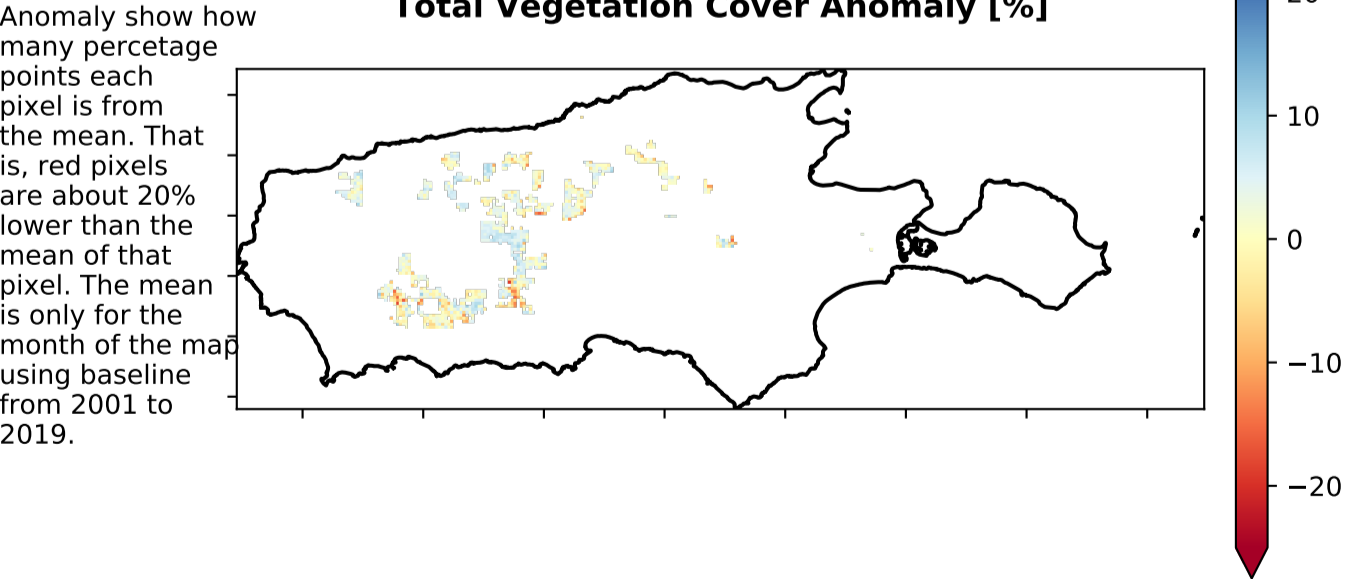 Total Vegetation Cover Anomaly [%]
Anomaly show how
many percetage
points each
pixel is from
the mean. That
is, red pixels
are about 20%
lower than the
mean of that
pixel. The mean
is only for the
month of the map
using baseline
from 2001 to
2019.
20
10
0
−10
−20